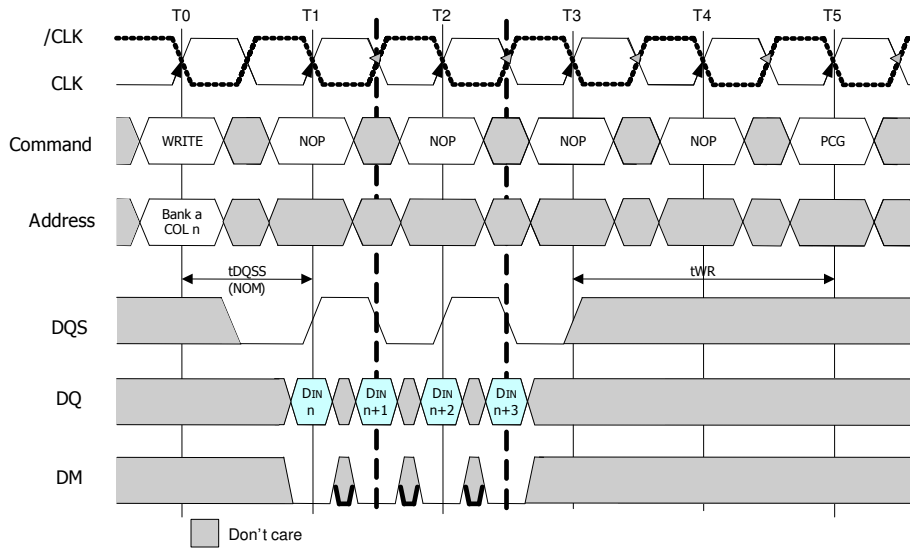 T0 T1 T2 T3 T4 T5
/CLK
CLK
Command WRITE NOP NOP NOP NOP PCG
Address Bank a
COL n
tDQSS
(NOM)
tWR
DQS
DQ DIN DIN DIN DIN
n n+1 n+2 n+3
DM
Don't care